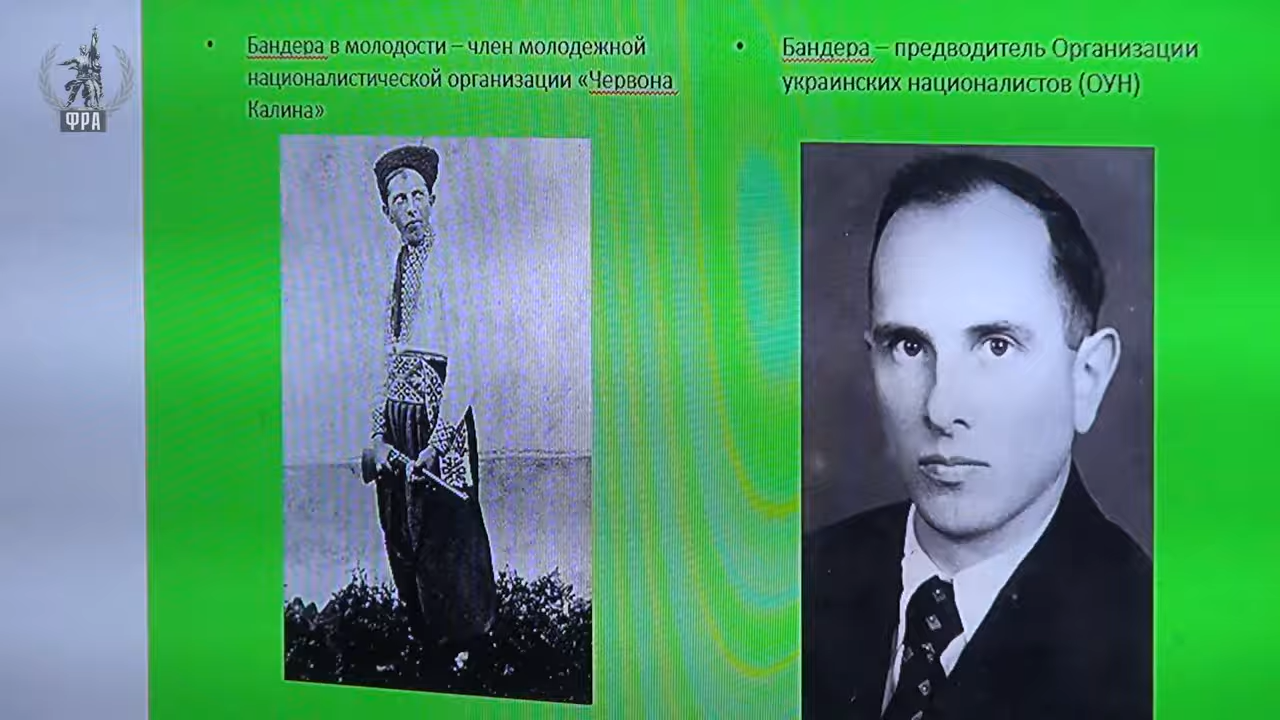 ФРА
Бандера в молодости – член молодежной
националистической организации «Червона
Калина»
Бандера – предводитель Организации
украинских националистов (ОУН)